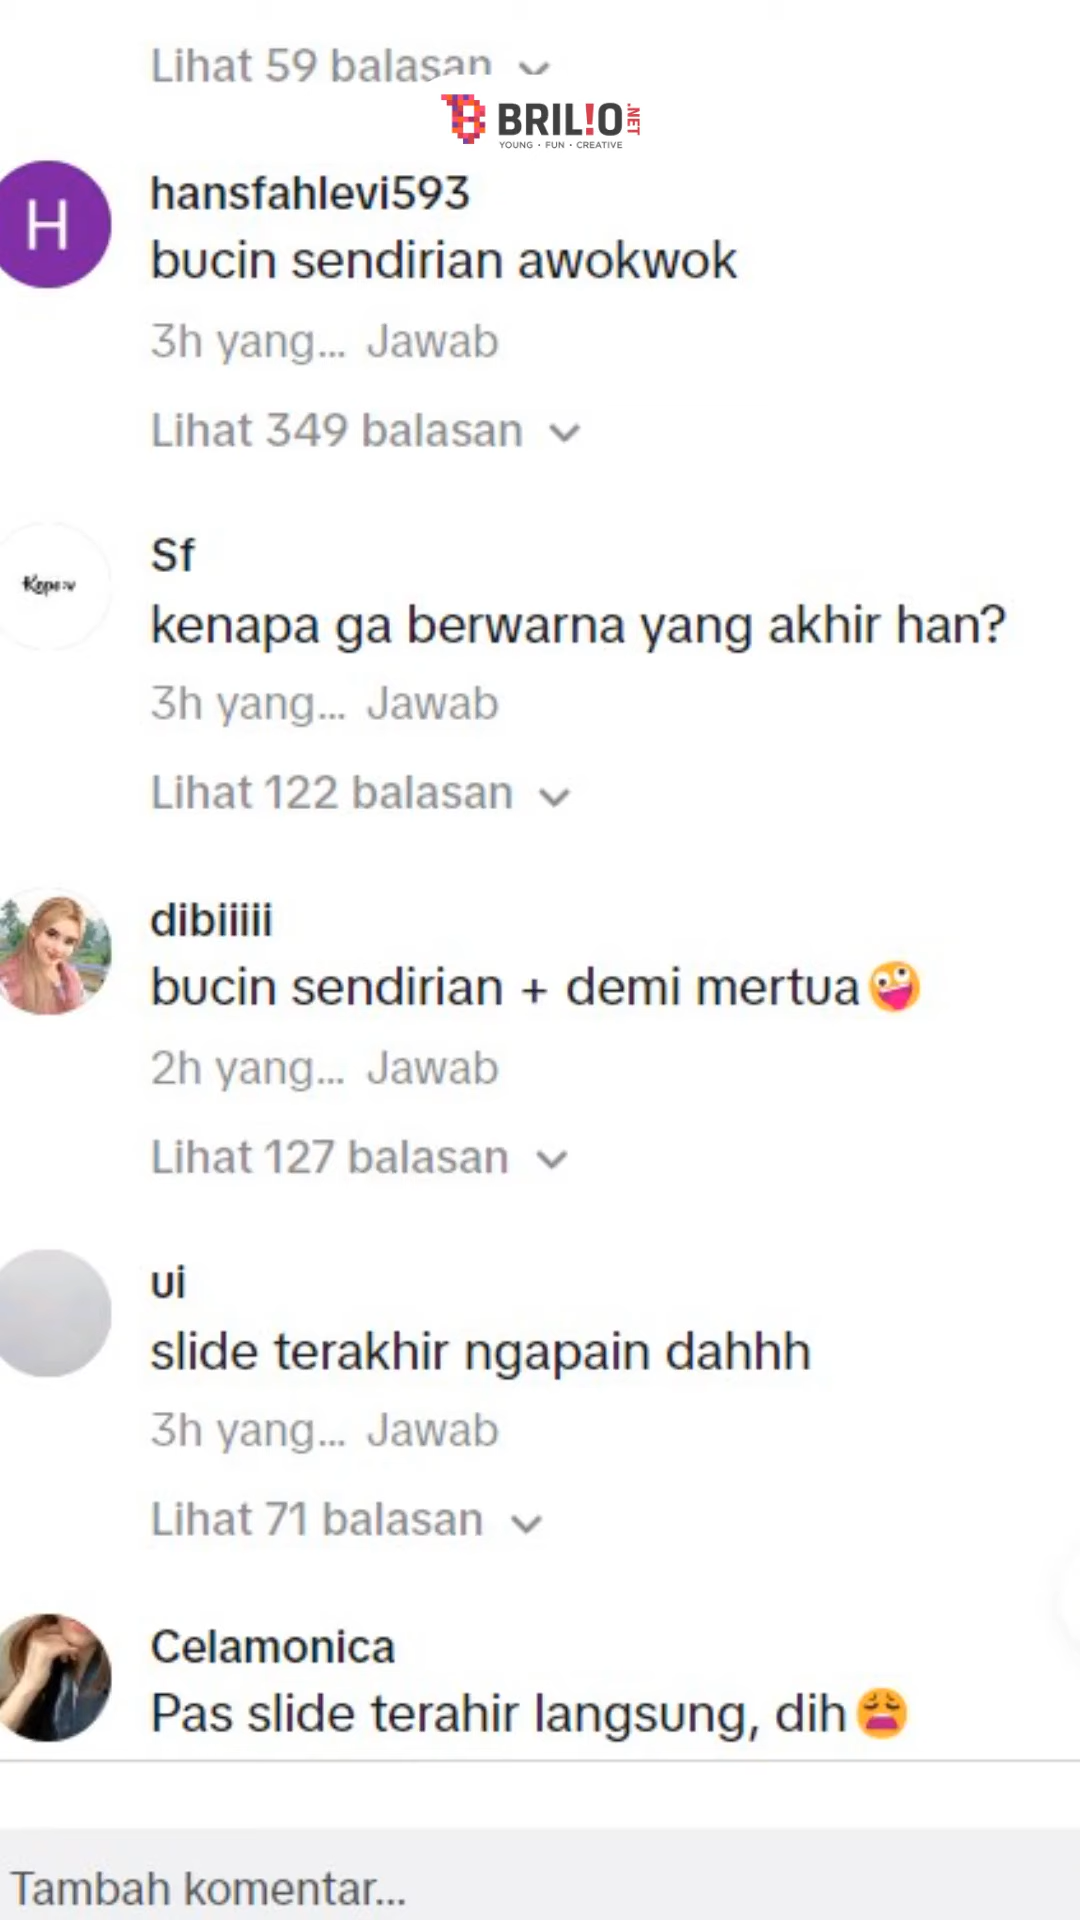 Lihat 59 balasan
BRIL!O.NET
YOUNG · FUN · CREATIVE
H
hansfahlevi593
bucin sendirian awokwok
3h yang... Jawab
Lihat 349 balasan
Sf
kenapa ga berwarna yang akhir han?
3h yang... Jawab
Lihat 122 balasan
dibiiiii
bucin sendirian + demi mertua🤪
2h yang... Jawab
Lihat 127 balasan
ui
slide terakhir ngapain dahhh
3h yang... Jawab
Lihat 71 balasan
Celamonica
Pas slide terahir langsung, dih😩
Tambah komentar...